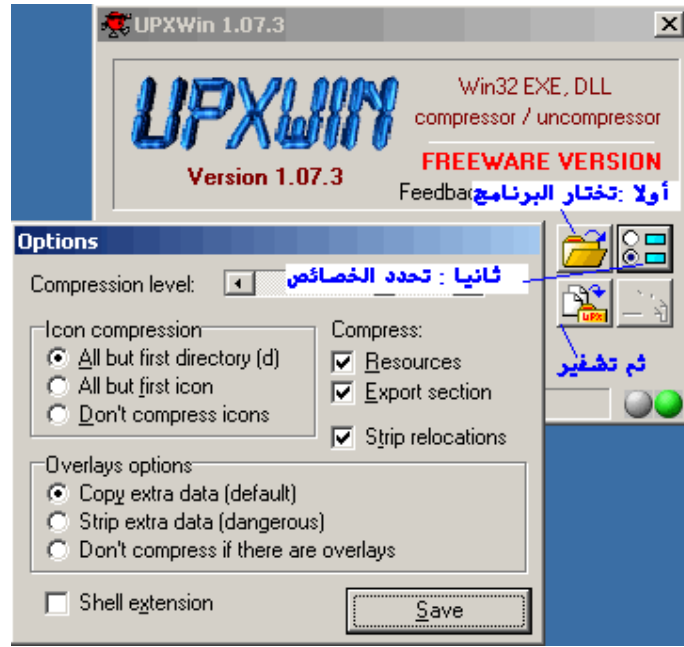 UPXWin 1.07.3
UPXWIN
Version 1.07.3
Win32 EXE, DLL
compressor / uncompressor
FREEWARE VERSION
أولا :تختار البرنامج
Options
Compression level:
ثانيا : تحدد الخصائص
UPX
ثم تشفير
Icon compression
All but first directory (d)
All but first icon
Don't compress icons
Compress:
Resources
Export section
Strip relocations
Overlays options
Copy extra data (default)
Strip extra data (dangerous)
Don't compress if there are overlays
Shell extension
Save